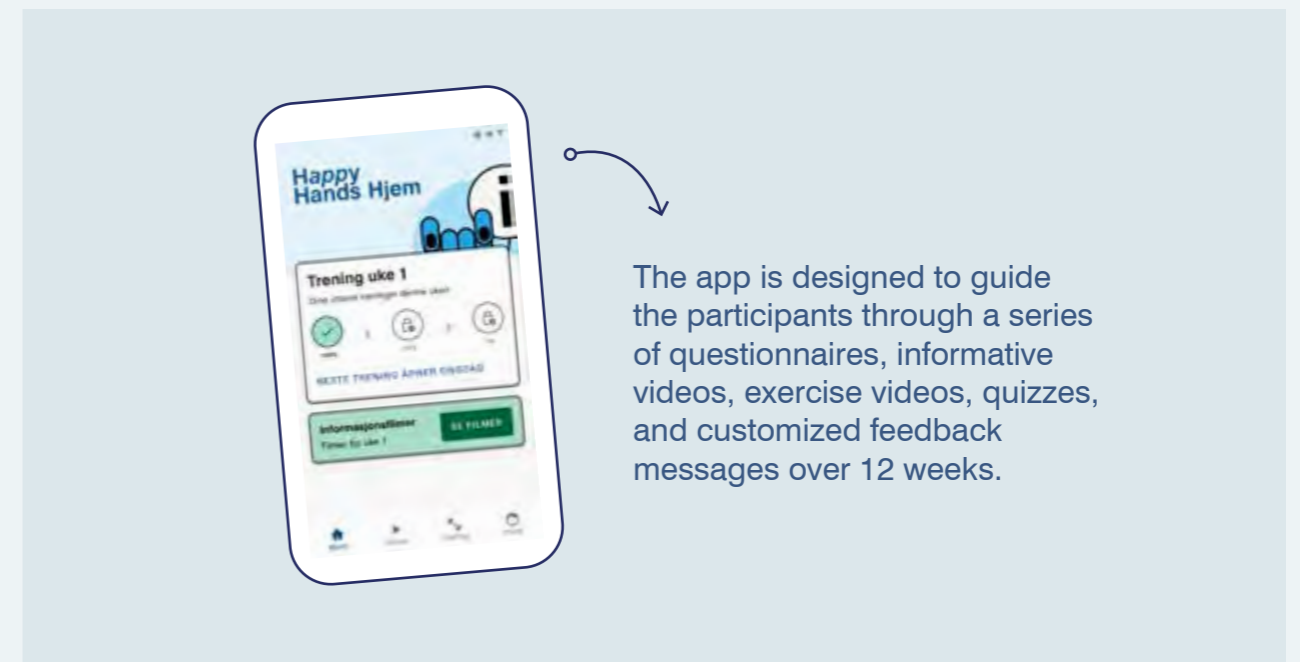 Happy
Hands Hjem
i
Trening uke 1
NESTE TRENING ÅPNER ONSDAG
Informasjonsfilmer
Filmer for uke 1
SE FILMER
Hjem
The app is designed to guide
the participants through a series
of questionnaires, informative
videos, exercise videos, quizzes,
and customized feedback
messages over 12 weeks.